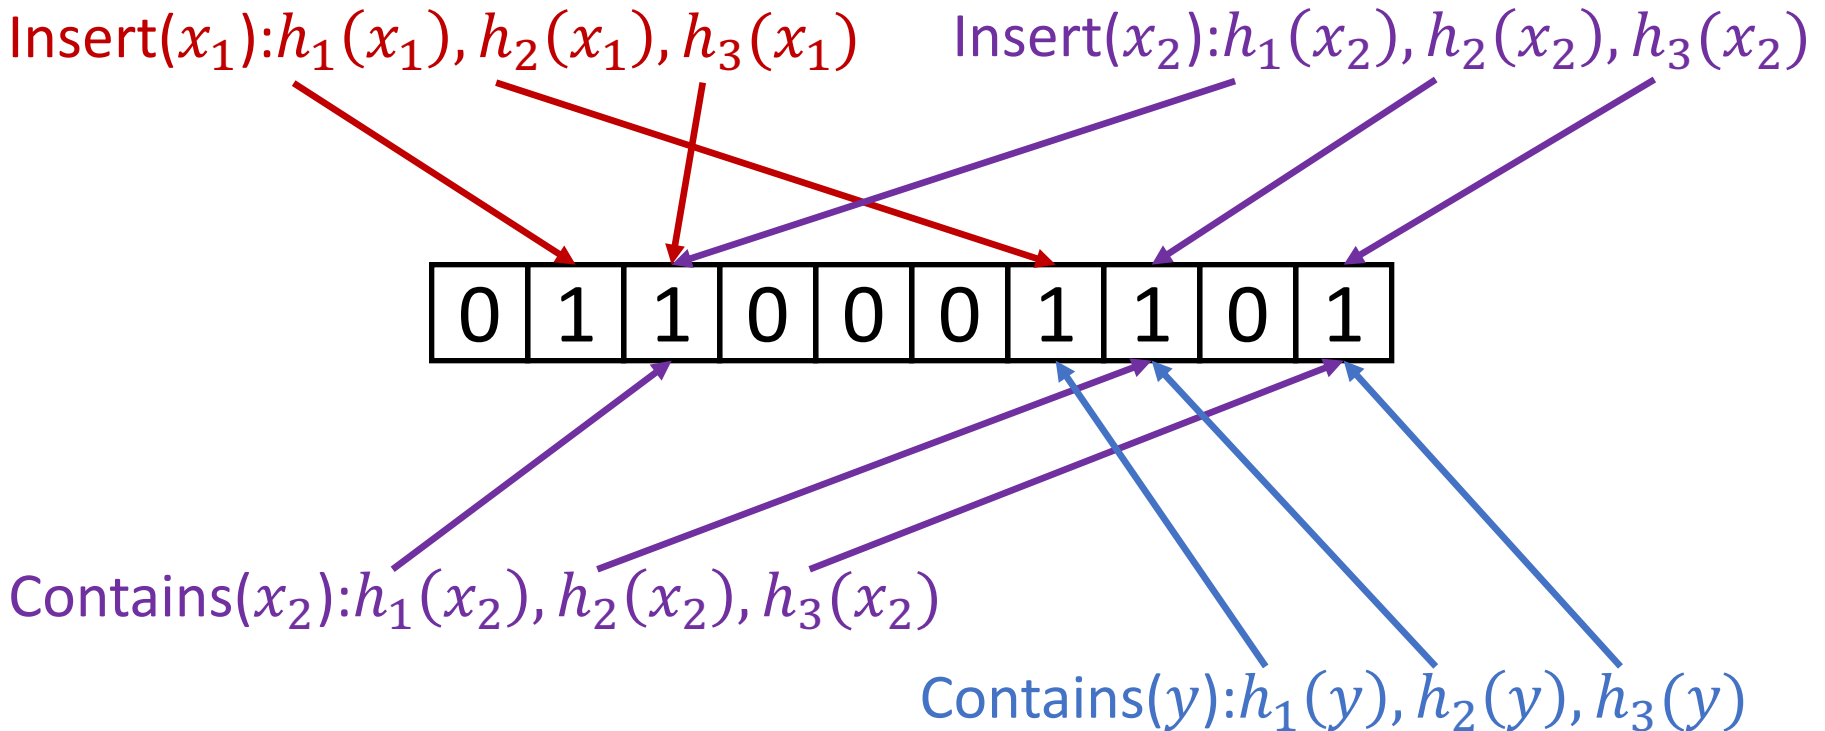 Insert(𝑥₁):ℎ₁(𝑥₁), ℎ₂(𝑥₁), ℎ₃(𝑥₁)
Insert(𝑥₂):ℎ₁(𝑥₂), ℎ₂(𝑥₂), ℎ₃(𝑥₂)
0 1 1 0 0 0 1 1 0 1
Contains(𝑥₂):ℎ₁(𝑥₂), ℎ₂(𝑥₂), ℎ₃(𝑥₂)
Contains(𝑦):ℎ₁(𝑦), ℎ₂(𝑦), ℎ₃(𝑦)